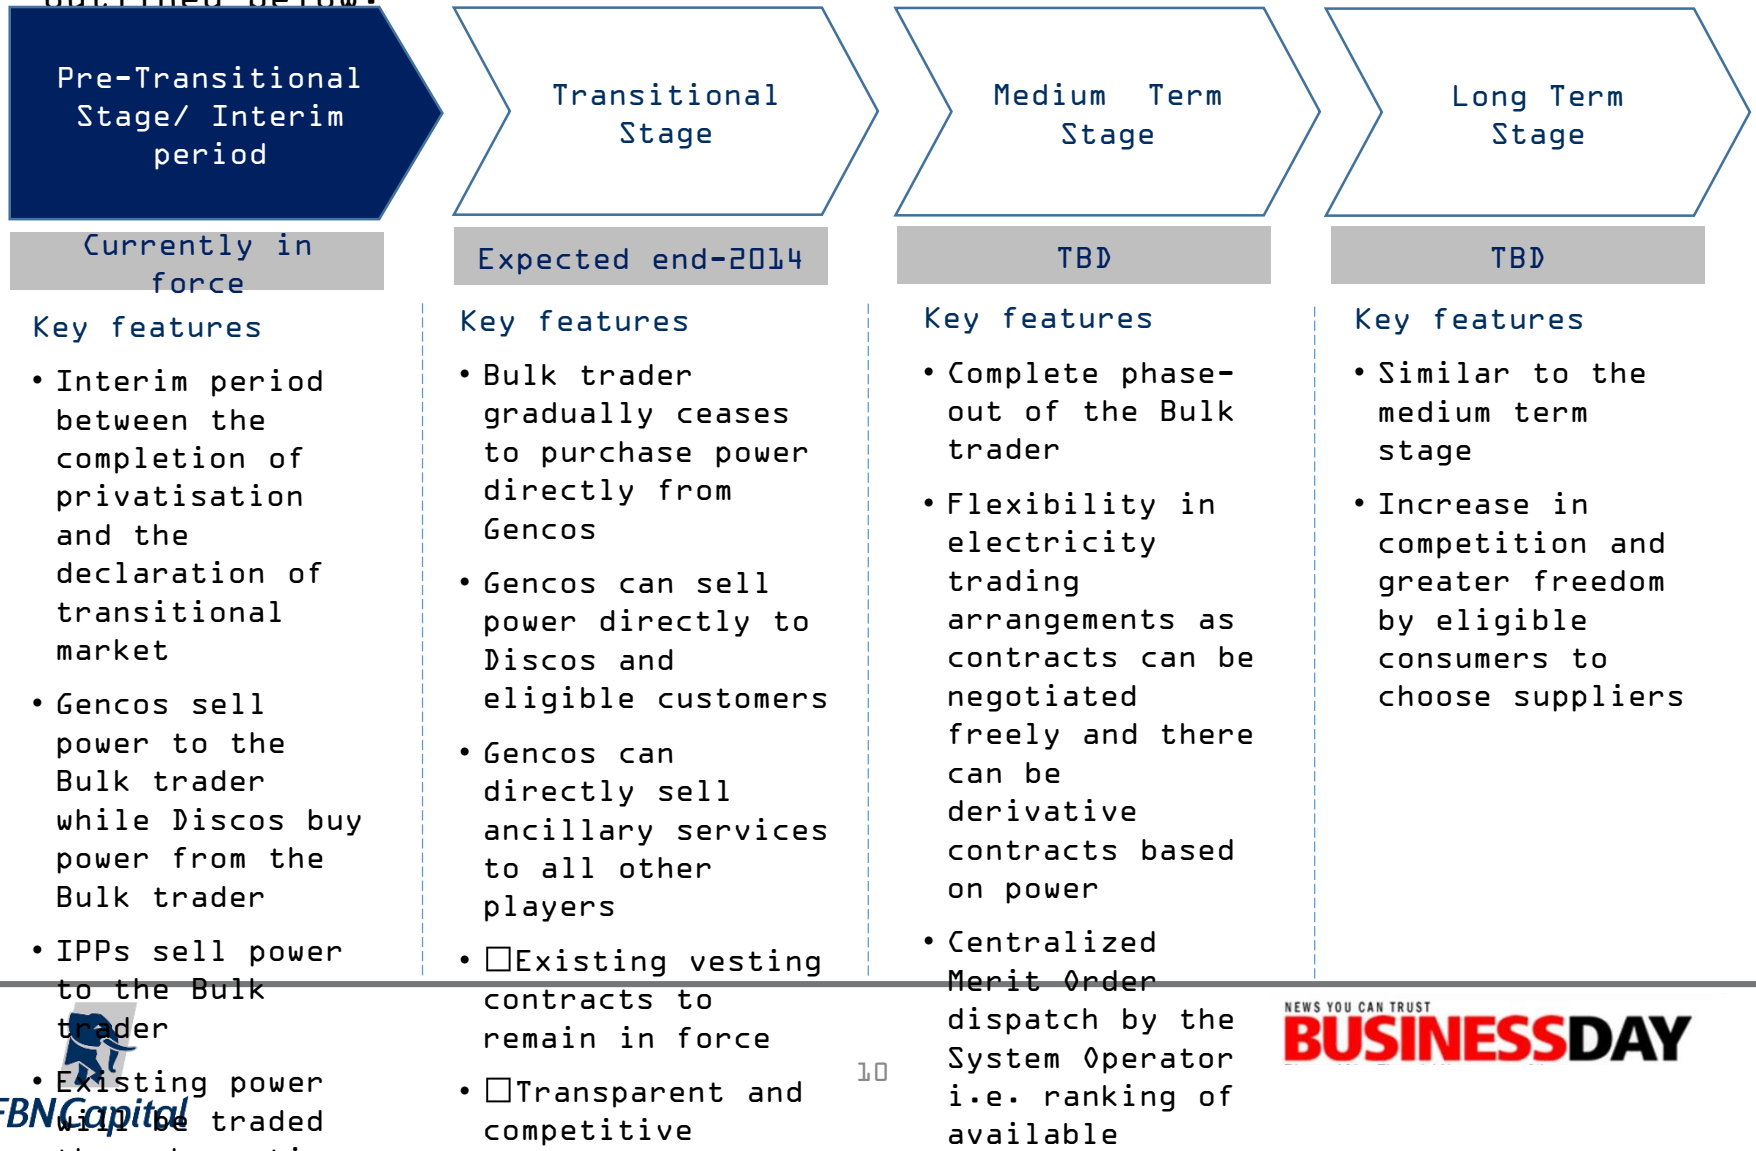 outlined below:
Pre-Transitional
Stage/ Interim
period
Transitional
Stage
Medium Term
Stage
Long Term
Stage
Currently in
force
Expected end-2014
TBD
TBD
Key features
• Interim period
between the
completion of
privatisation
and the
declaration of
transitional
market
• Gencos sell
power to the
Bulk trader
while Discos buy
power from the
Bulk trader
• IPPs sell power
to the Bulk
trader
• Existing power
will be traded
Key features
• Bulk trader
gradually ceases
to purchase power
directly from
Gencos
• Gencos can sell
power directly to
Discos and
eligible customers
• Gencos can
directly sell
ancillary services
to all other
players
• □Existing vesting
contracts to
remain in force
• □Transparent and
competitive
Key features
• Complete phase-
out of the Bulk
trader
• Flexibility in
electricity
trading
arrangements as
contracts can be
negotiated
freely and there
can be
derivative
contracts based
on power
• Centralized
Merit Order
dispatch by the
System Operator
i.e. ranking of
available
Key features
• Similar to the
medium term
stage
• Increase in
competition and
greater freedom
by eligible
consumers to
choose suppliers
FBNCapital
10
NEWS YOU CAN TRUST
BUSINESSDAY